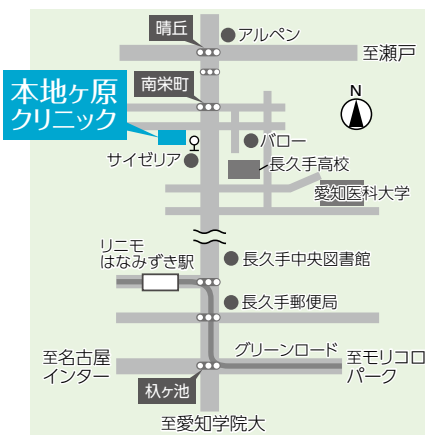 晴丘
アルペン
至瀬戸
南栄町
N
本地ヶ原
クリニック
バロー
サイゼリア
長久手高校
愛知医科大学
リニモ
はなみずき駅
長久手中央図書館
長久手郵便局
グリーンロード
至名古屋
インター
至モリコロ
パーク
杁ヶ池
至愛知学院大